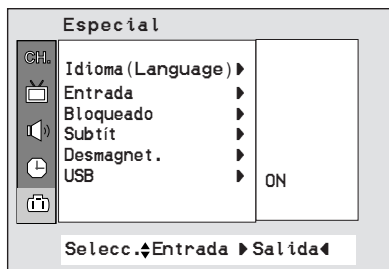 Especial
CH.
Idioma(Language)▶
Entrada ▶
Bloqueado ▶
Subtít ▶
Desmagnet. ▶
USB ▶ ON
Selecc.▲▼Entrada ▶Salida◀